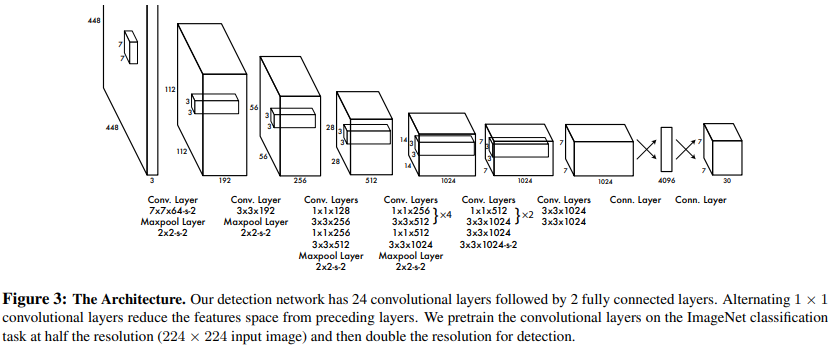 448
7
7
448
3
112
3
3
112
192
56
3
3
56
256
28
3
3
28
512
14
3
3
14
1024
7
3
3
7
1024
7
7
1024
4096
7
7
30
Conv. Layer
7x7x64-s-2
Maxpool Layer
2x2-s-2
Conv. Layer
3x3x192
Maxpool Layer
2x2-s-2
Conv. Layers
1x1x128
3x3x256
1x1x256
3x3x512
Maxpool Layer
2x2-s-2
Conv. Layers
1x1x256
3x3x512
}×4
1x1x512
3x3x1024
Maxpool Layer
2x2-s-2
Conv. Layers
1x1x512
3x3x1024
}×2
3x3x1024
3x3x1024-s-2
Conv. Layers
3x3x1024
3x3x1024
Conn. Layer
Conn. Layer
Figure 3: The Architecture. Our detection network has 24 convolutional layers followed by 2 fully connected layers. Alternating 1 × 1
convolutional layers reduce the features space from preceding layers. We pretrain the convolutional layers on the ImageNet classification
task at half the resolution (224 × 224 input image) and then double the resolution for detection.